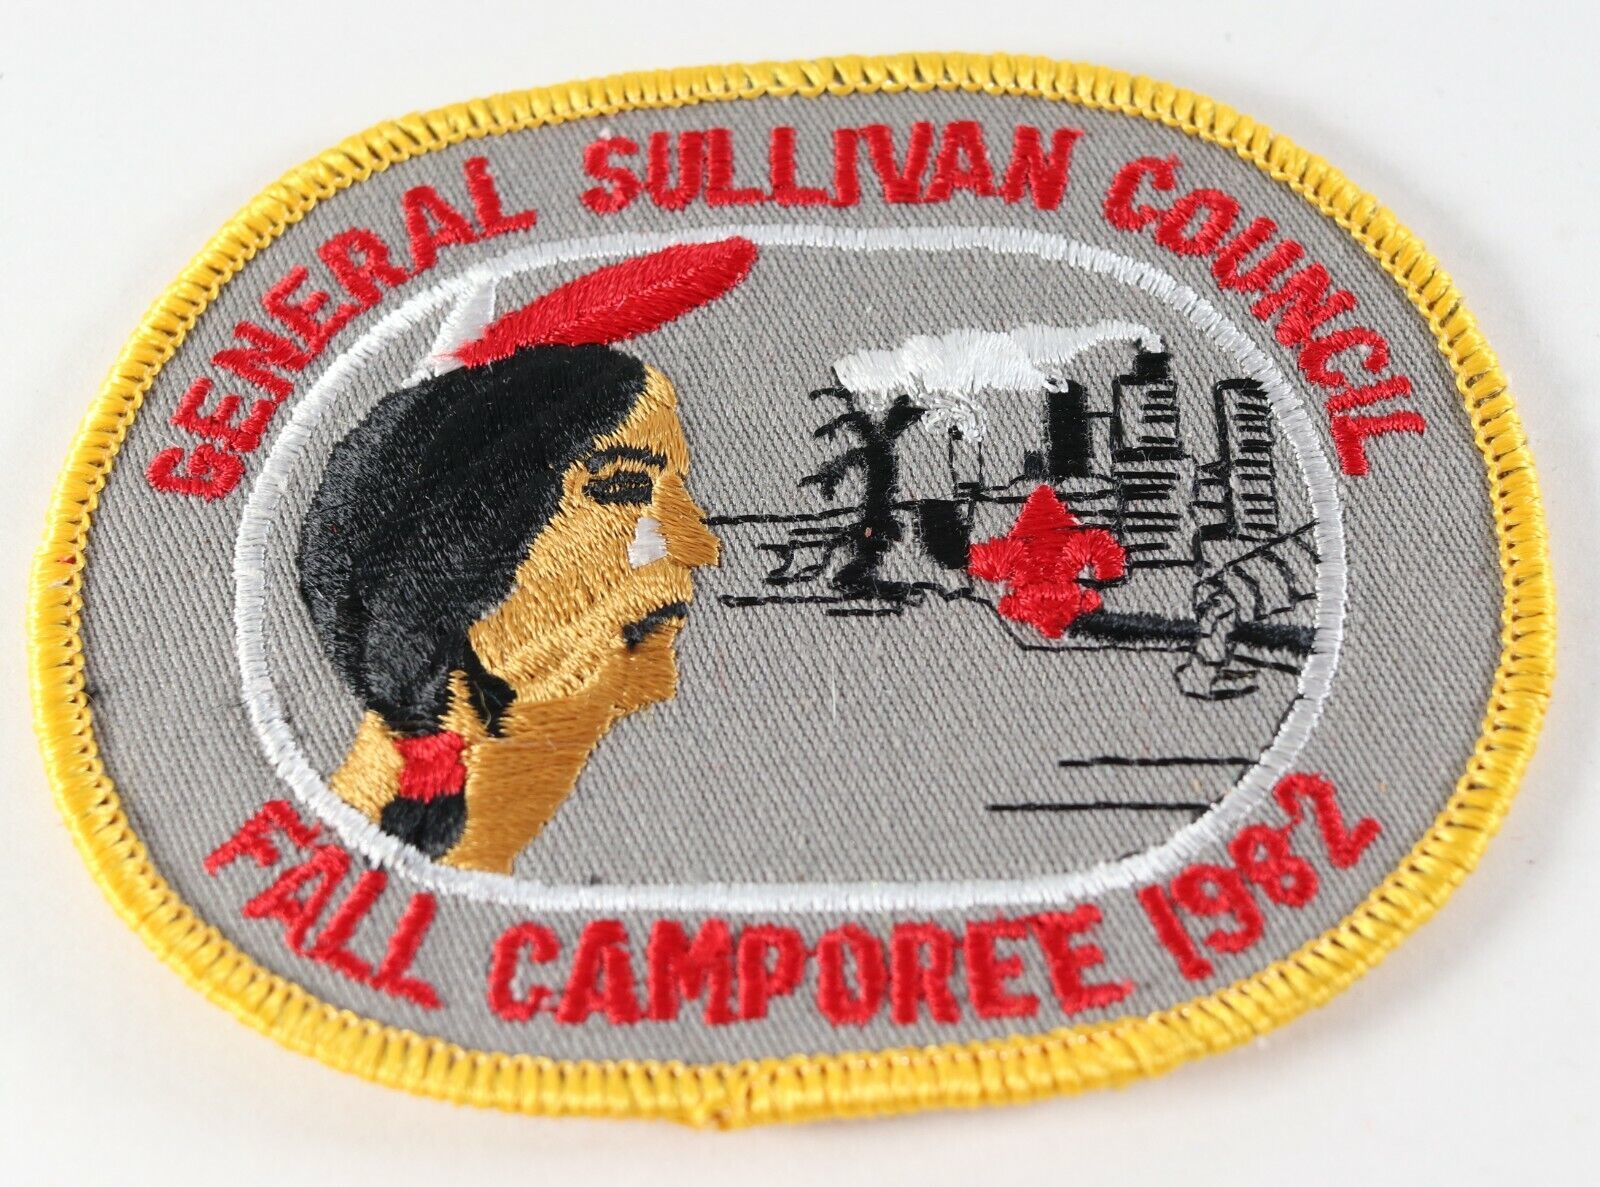 GENERAL SULLIVAN COUNCIL
FALL CAMPOREE 1982